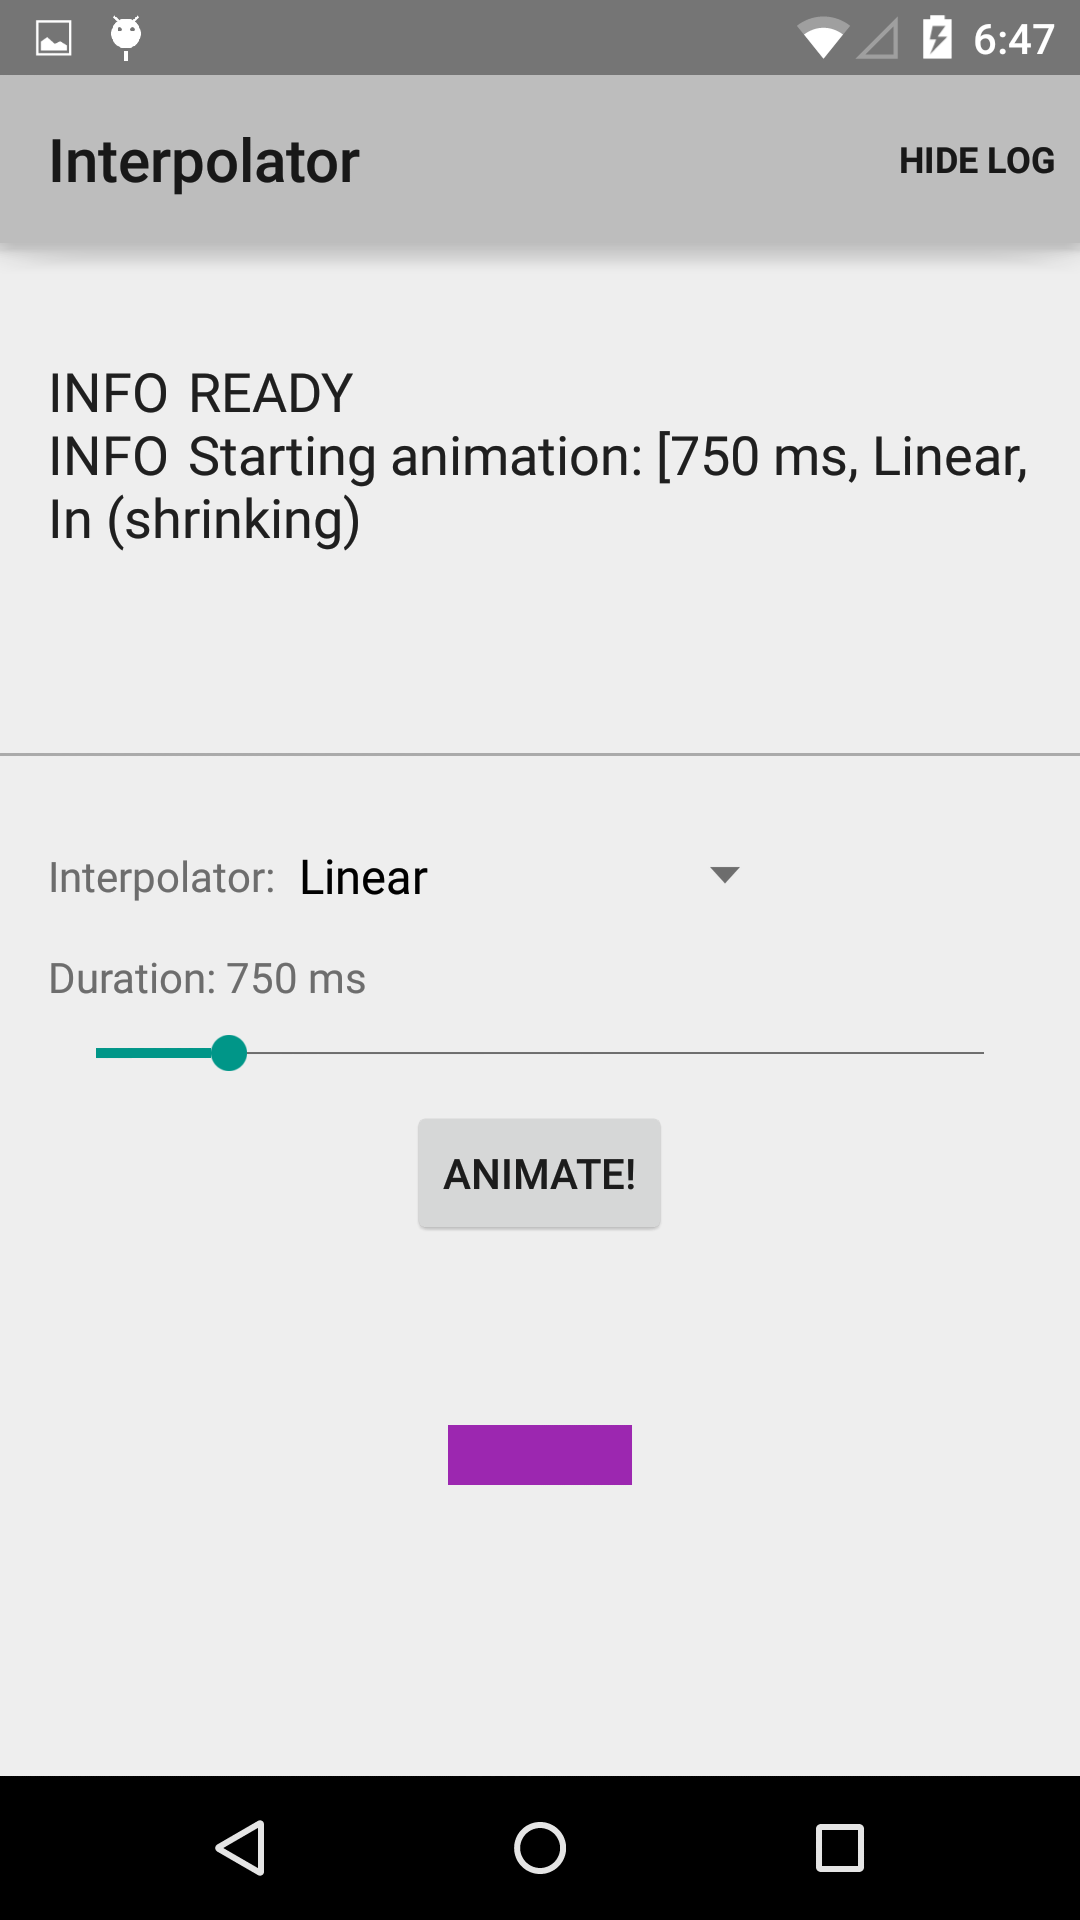 6:47
Interpolator HIDE LOG
INFO READY
INFO Starting animation: [750 ms, Linear,
In (shrinking)
Interpolator: Linear
Duration: 750 ms
ANIMATE!